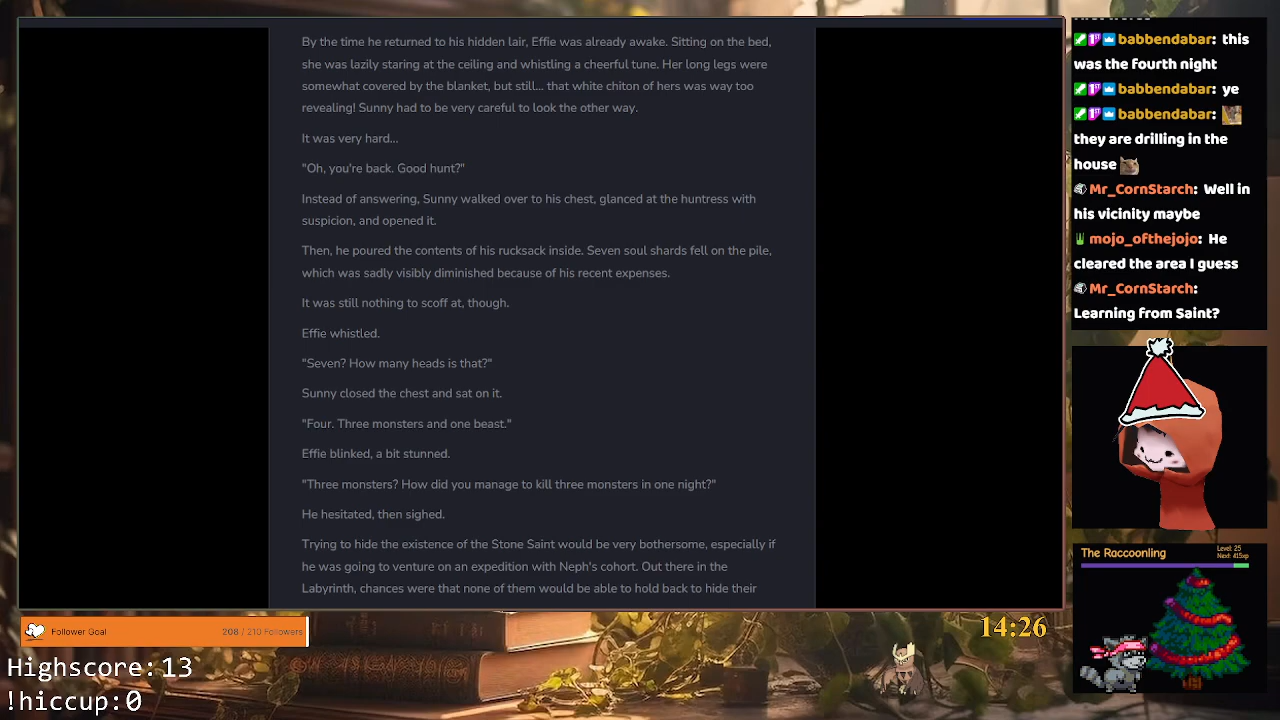 By the time he returned to his hidden lair, Effie was already awake. Sitting on the bed,
she was lazily staring at the ceiling and whistling a cheerful tune. Her long legs were
somewhat covered by the blanket, but still... that white chiton of hers was way too
revealing! Sunny had to be very careful to look the other way.
It was very hard...
"Oh, you're back. Good hunt?"
Instead of answering, Sunny walked over to his chest, glanced at the huntress with
suspicion, and opened it.
Then, he poured the contents of his rucksack inside. Seven soul shards fell on the pile,
which was sadly visibly diminished because of his recent expenses.
It was still nothing to scoff at, though.
Effie whistled.
"Seven? How many heads is that?"
Sunny closed the chest and sat on it.
"Four. Three monsters and one beast."
Effie blinked, a bit stunned.
"Three monsters? How did you manage to kill three monsters in one night?"
He hesitated, then sighed.
Trying to hide the existence of the Stone Saint would be very bothersome, especially if
he was going to venture on an expedition with Neph's cohort. Out there in the
Labyrinth, chances were that none of them would be able to hold back to hide their
babbendabar: this
was the fourth night
babbendabar: ye
babbendabar:
they are drilling in the
house
Mr_CornStarch: Well in
his vicinity maybe
mojo_ofthejojo: He
cleared the area I guess
Mr_CornStarch:
Learning from Saint?
The Raccoonling
Level: 25
Next: 415xp
Follower Goal
208 / 210 Followers
14:26
Highscore:13
!hiccup:0